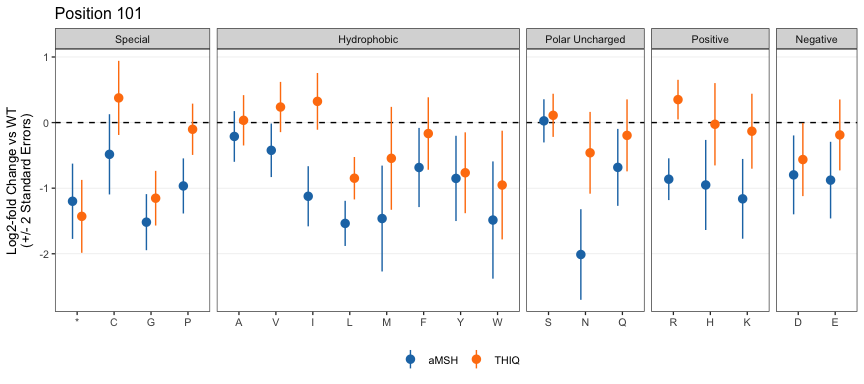 Position 101
Special Hydrophobic Polar Uncharged Positive Negative
Log2-fold Change vs WT
(+/- 2 Standard Errors)
1
0
-1
-2
* C G P A V I L M F Y W S N Q R H K D E
aMSH THIQ